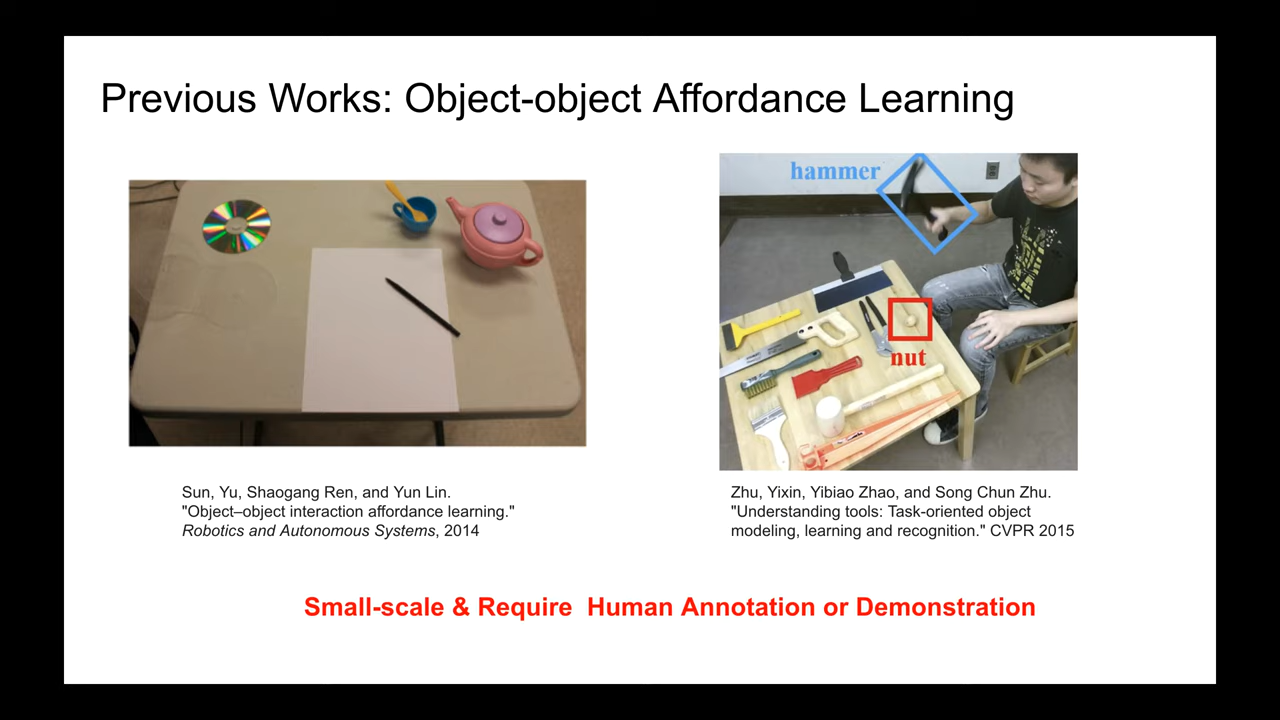 Previous Works: Object-object Affordance Learning
hammer
nut
Sun, Yu, Shaogang Ren, and Yun Lin.
"Object–object interaction affordance learning."
Robotics and Autonomous Systems, 2014
Zhu, Yixin, Yibiao Zhao, and Song Chun Zhu.
"Understanding tools: Task-oriented object
modeling, learning and recognition." CVPR 2015
Small-scale & Require Human Annotation or Demonstration